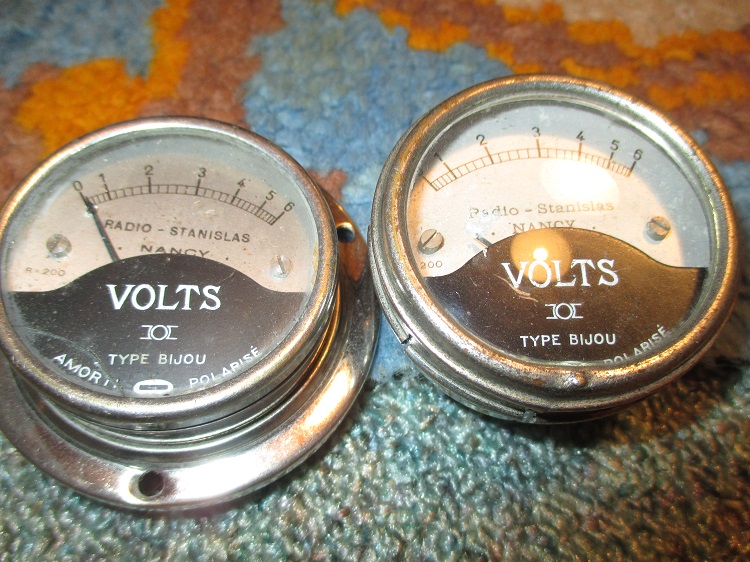 0 1 2 3 4 5 6
RADIO - STANISLAS
. NANCY .
R-200
VOLTS
TYPE BIJOU
AMORTI POLARISÉ
1 2 3 4 5 6
Radio - Stanislas
NANCY
200
VOLTS
TYPE BIJOU
POLARISÉ